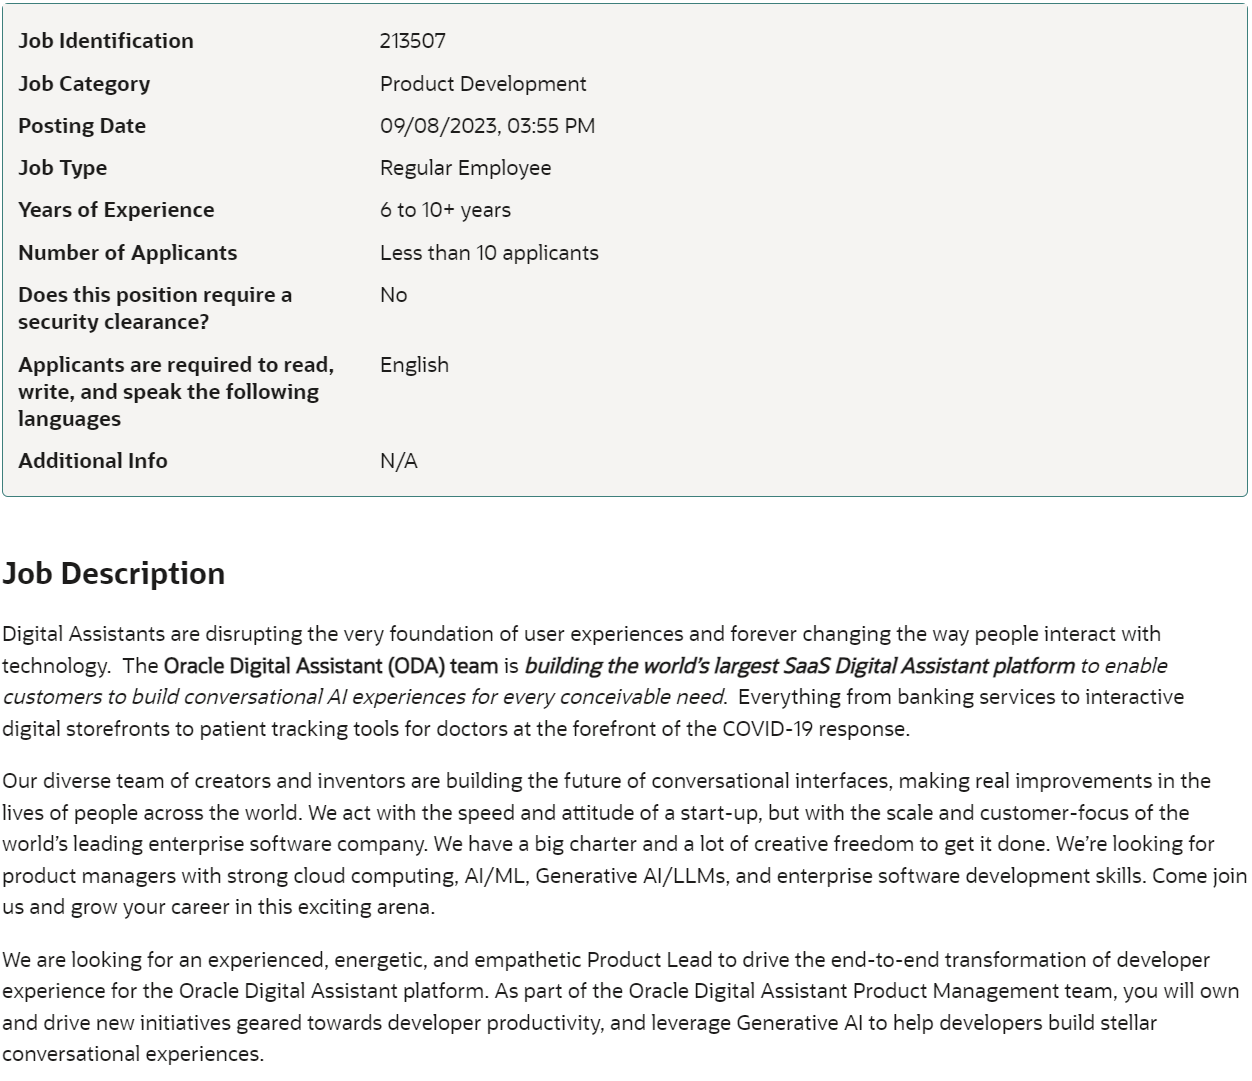 Job Identification 213507
Job Category Product Development
Posting Date 09/08/2023, 03:55 PM
Job Type Regular Employee
Years of Experience 6 to 10+ years
Number of Applicants Less than 10 applicants
Does this position require a No
security clearance?
Applicants are required to read, English
write, and speak the following
languages
Additional Info N/A
Job Description
Digital Assistants are disrupting the very foundation of user experiences and forever changing the way people interact with
technology.  The Oracle Digital Assistant (ODA) team is building the world’s largest SaaS Digital Assistant platform to enable
customers to build conversational AI experiences for every conceivable need.  Everything from banking services to interactive
digital storefronts to patient tracking tools for doctors at the forefront of the COVID-19 response.
Our diverse team of creators and inventors are building the future of conversational interfaces, making real improvements in the
lives of people across the world. We act with the speed and attitude of a start-up, but with the scale and customer-focus of the
world’s leading enterprise software company. We have a big charter and a lot of creative freedom to get it done. We’re looking for
product managers with strong cloud computing, AI/ML, Generative AI/LLMs, and enterprise software development skills. Come join
us and grow your career in this exciting arena.
We are looking for an experienced, energetic, and empathetic Product Lead to drive the end-to-end transformation of developer
experience for the Oracle Digital Assistant platform. As part of the Oracle Digital Assistant Product Management team, you will own
and drive new initiatives geared towards developer productivity, and leverage Generative AI to help developers build stellar
conversational experiences.